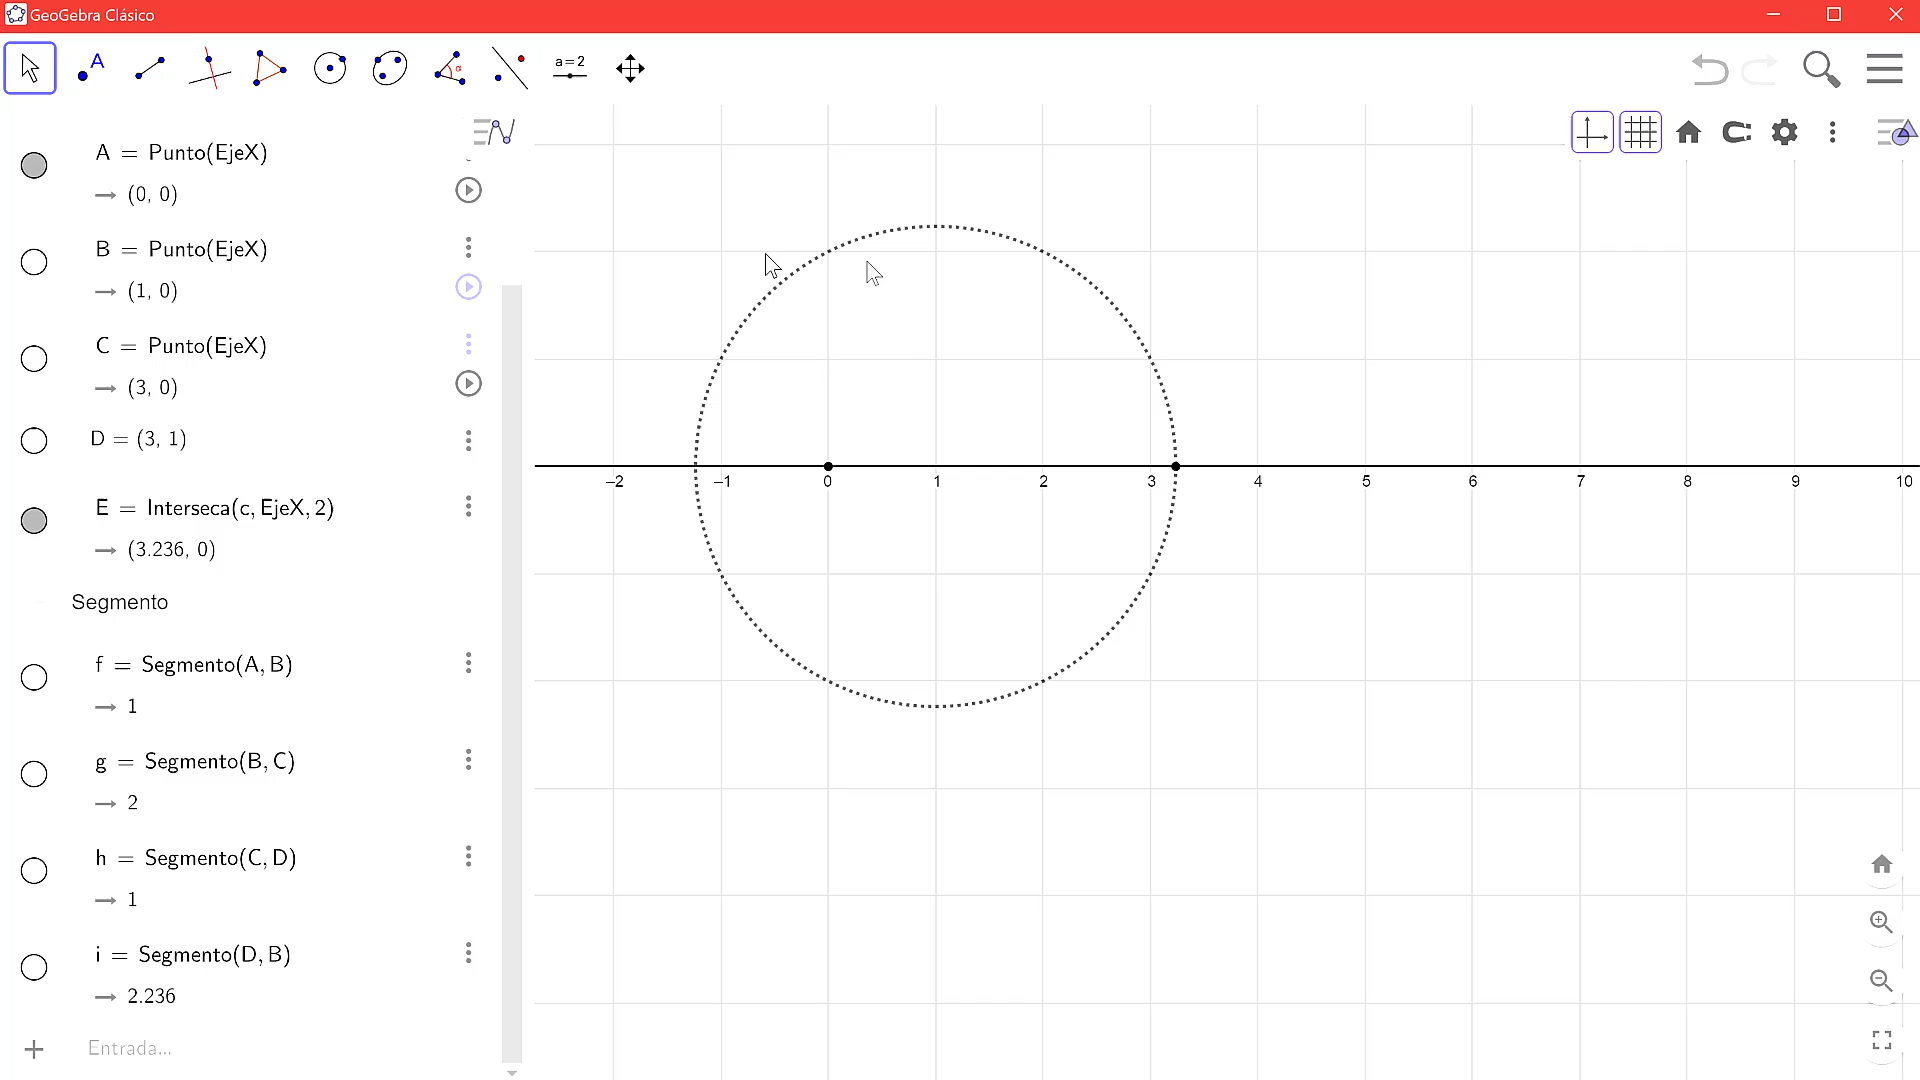 GeoGebra Clásico
A
α
a=2
A = Punto(EjeX)
→ (0, 0)
B = Punto(EjeX)
→ (1, 0)
C = Punto(EjeX)
→ (3, 0)
D = (3, 1)
E = Interseca(c, EjeX, 2)
→ (3.236, 0)
Segmento
f = Segmento(A, B)
→ 1
g = Segmento(B, C)
→ 2
h = Segmento(C, D)
→ 1
i = Segmento(D, B)
→ 2.236
+ Entrada...
–2 –1 0 1 2 3 4 5 6 7 8 9 10